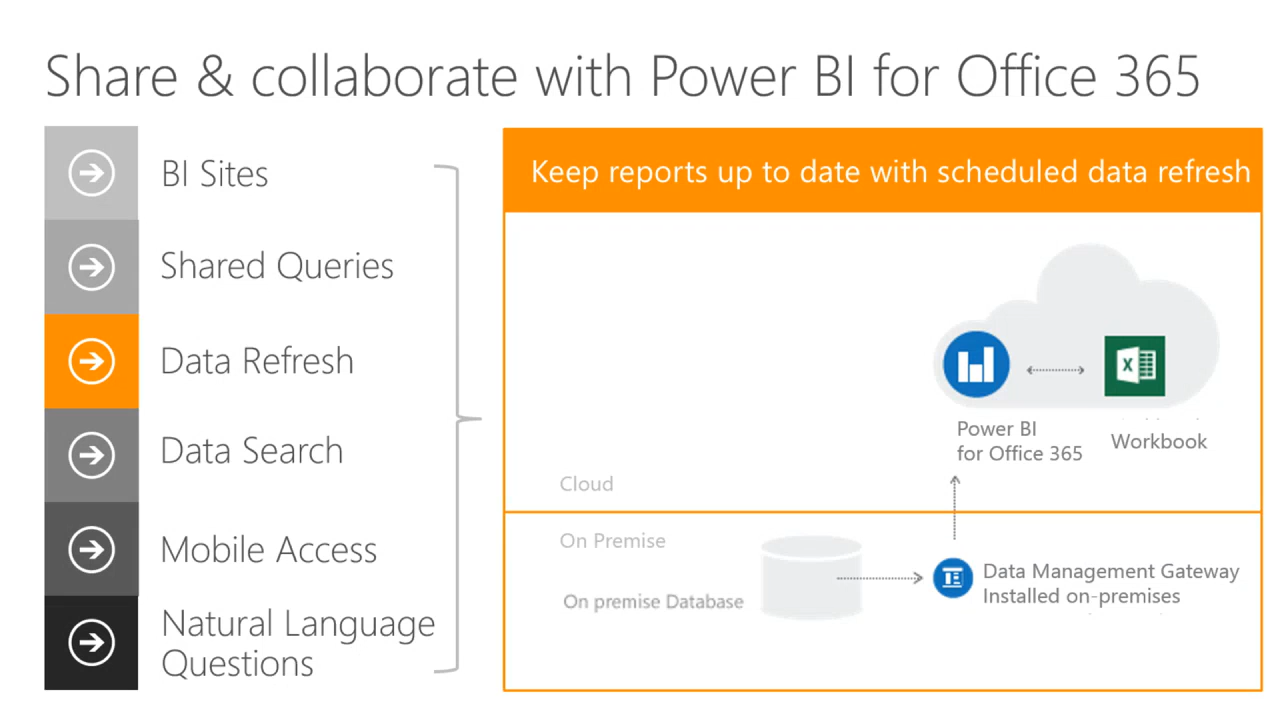 Share & collaborate with Power BI for Office 365
BI Sites
Shared Queries
Data Refresh
Data Search
Mobile Access
Natural Language
Questions
Keep reports up to date with scheduled data refresh
Power BI
for Office 365
Workbook
Cloud
On Premise
On premise Database
Data Management Gateway
Installed on-premises